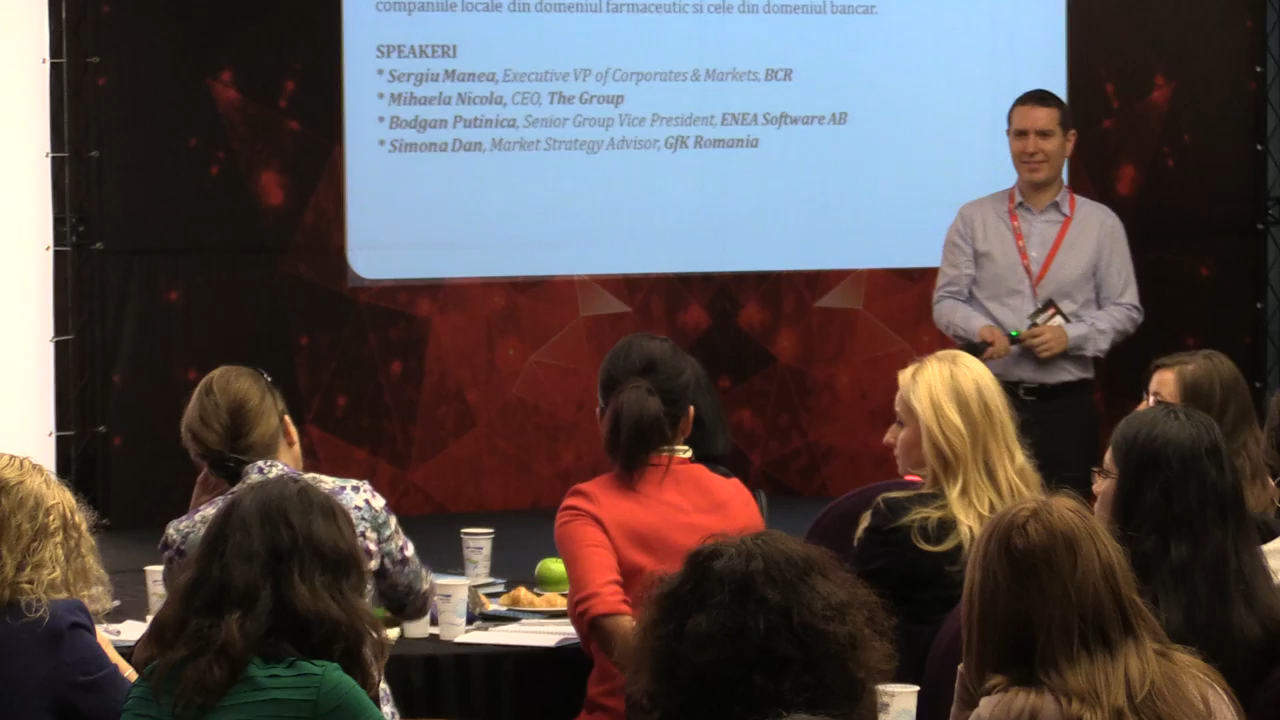 companiile locale din domeniul farmaceutic si cele din domeniul bancar.
SPEAKERI
* Sergiu Manea, Executive VP of Corporates & Markets, BCR
* Mihaela Nicola, CEO, The Group
* Bodgan Putinica, Senior Group Vice President, ENEA Software AB
* Simona Dan, Market Strategy Advisor, GfK Romania